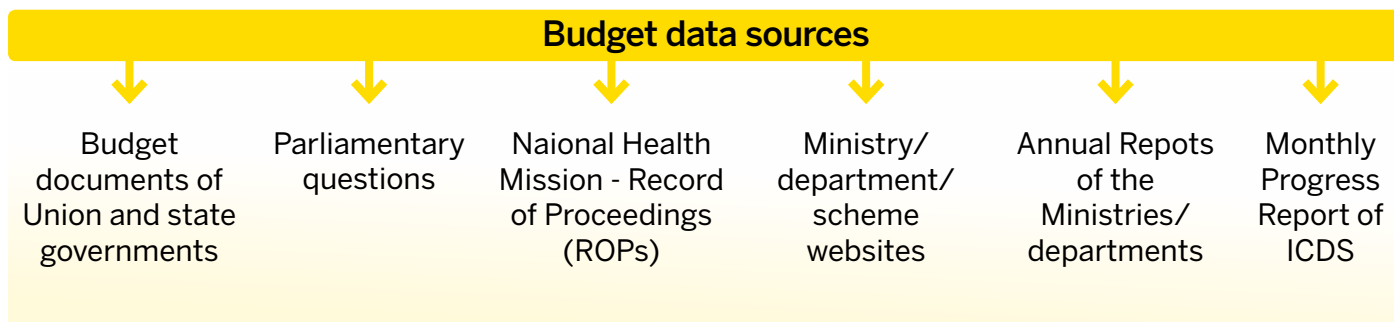 Budget data sources
Budget
documents of
Union and state
governments
Parliamentary
questions
Naional Health
Mission - Record
of Proceedings
(ROPs)
Ministry/
department/
scheme
websites
Annual Repots
of the
Ministries/
departments
Monthly
Progress
Report of
ICDS